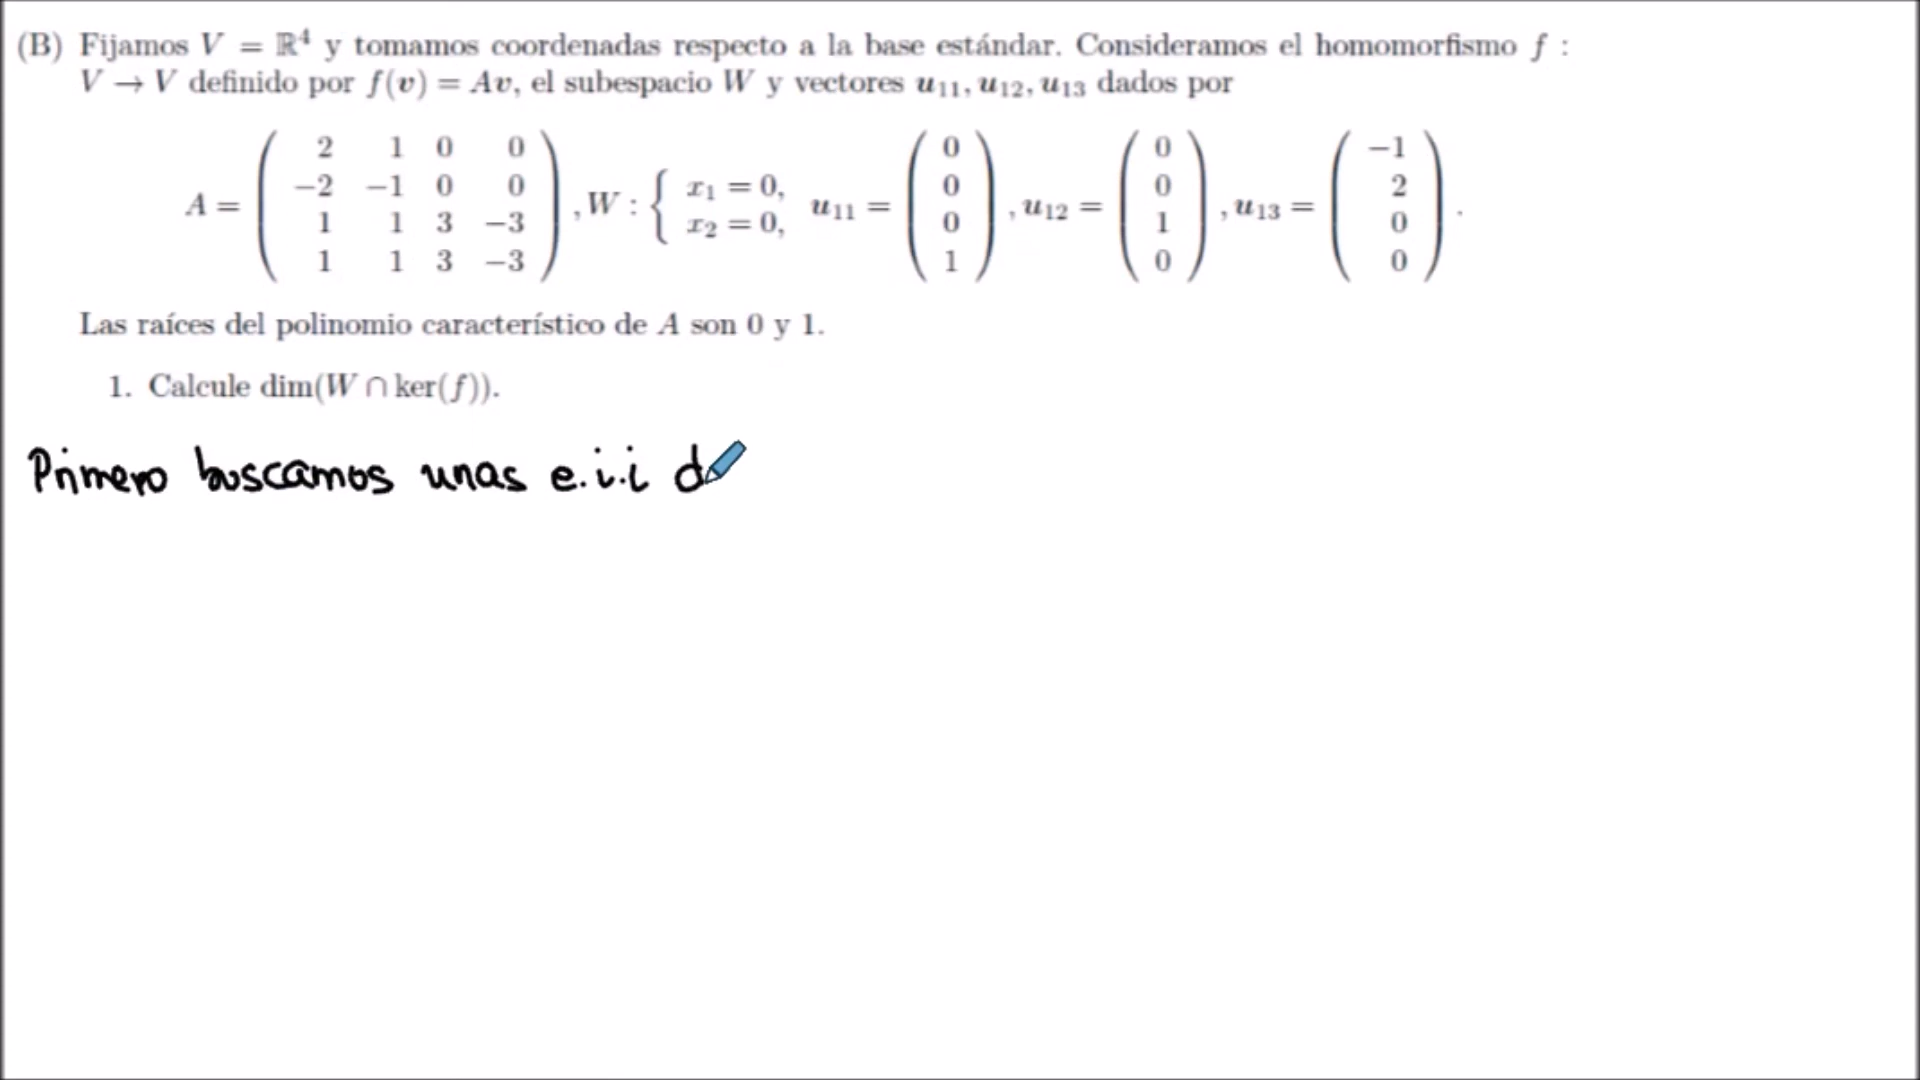 (B) Fijamos V = ℝ⁴ y tomamos coordenadas respecto a la base estándar. Consideramos el homomorfismo f :
V → V definido por f(v) = Av, el subespacio W y vectores u₁₁, u₁₂, u₁₃ dados por
A = ( 2 1 0 0 ; −2 −1 0 0 ; 1 1 3 −3 ; 1 1 3 −3 ) , W : { x₁ = 0, x₂ = 0, u₁₁ = ( 0 0 0 1 ) , u₁₂ = ( 0 0 1 0 ) , u₁₃ = ( −1 2 0 0 ) .
Las raíces del polinomio característico de A son 0 y 1.
1. Calcule dim(W ∩ ker(f)).
Primero buscamos unas e.i.i d